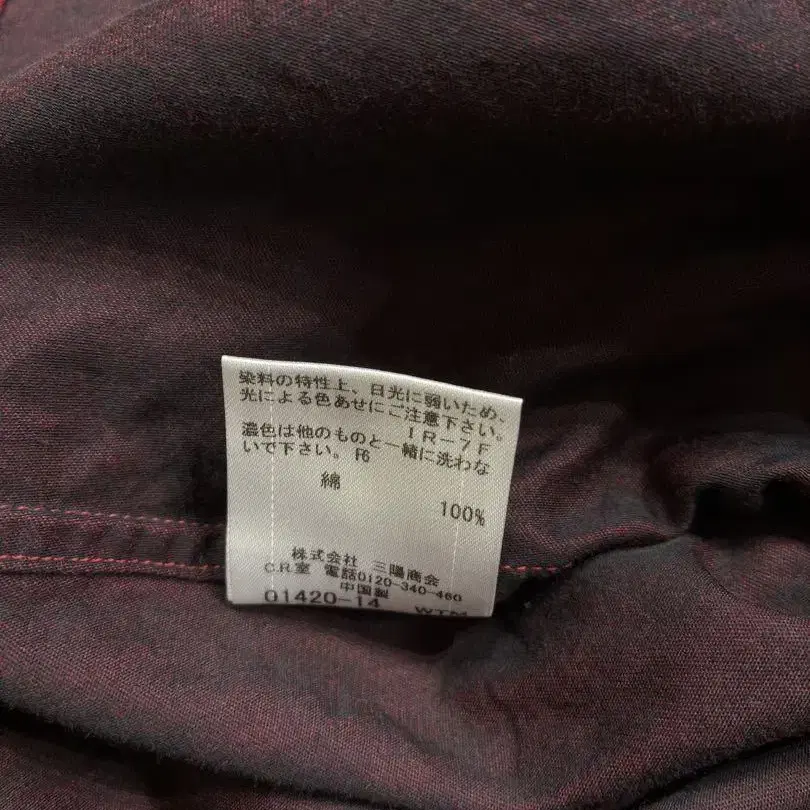 染料の特性上、日光に弱いため、
光による色あせにご注意下さい。
IR-7F
濃色は他のものと一緒に洗わな
いで下さい。F6
綿
100%
株式会社 三陽商会
C.R室 電話0120-340-460
中国製
01420-14 WTM